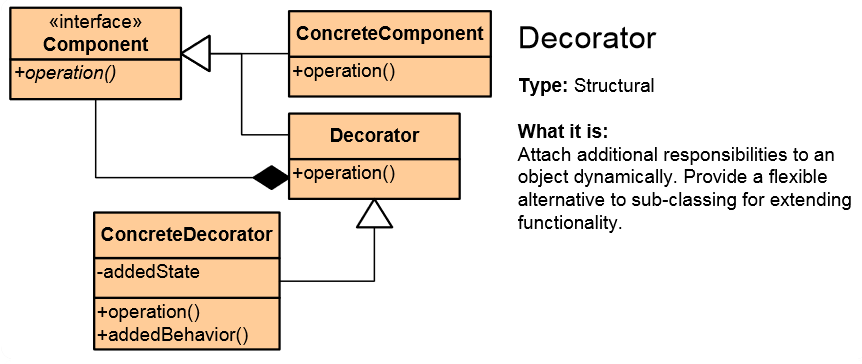 «interface»
Component
+operation()
ConcreteComponent
+operation()
Decorator
+operation()
ConcreteDecorator
-addedState
+operation()
+addedBehavior()
Decorator
Type: Structural
What it is:
Attach additional responsibilities to an
object dynamically. Provide a flexible
alternative to sub-classing for extending
functionality.